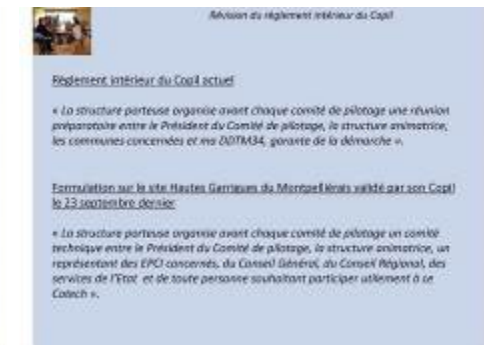 Révision du règlement intérieur du Copil
Règlement intérieur du Copil actuel
« La structure porteuse organise avant chaque comité de pilotage une réunion
préparatoire entre le Président du Comité de pilotage, la structure animatrice,
les communes concernées et ma DDTM34, garante de la démarche ».
Formulation sur le site Hautes Garrigues du Montpelliérais validé par son Copil
le 23 septembre dernier
« La structure porteuse organise avant chaque comité de pilotage un comité
technique entre le Président du Comité de pilotage, la structure animatrice, un
représentant des EPCI concernés, du Conseil Général, du Conseil Régional, des
services de l'Etat et de toute personne souhaitant participer utilement à ce
Cotech ».